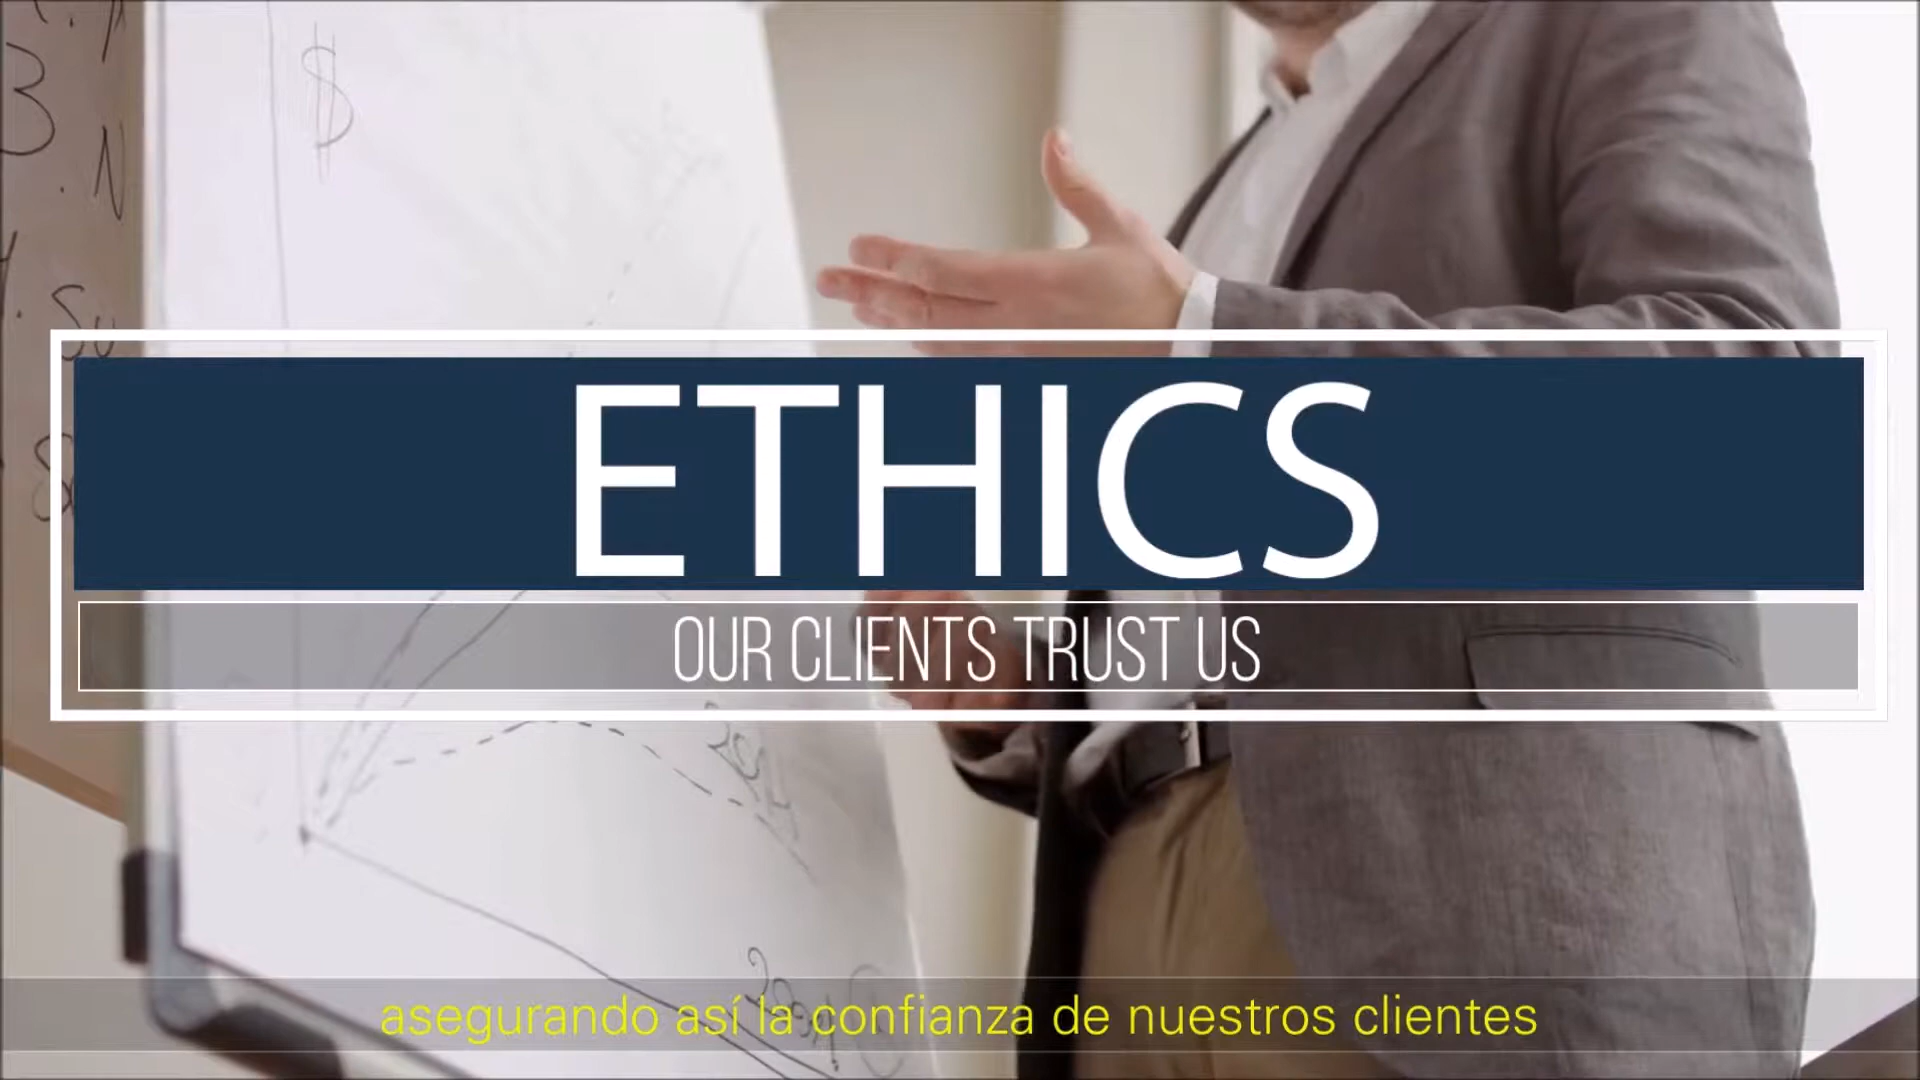 $
ETHICS
OUR CLIENTS TRUST US
asegurando así la confianza de nuestros clientes